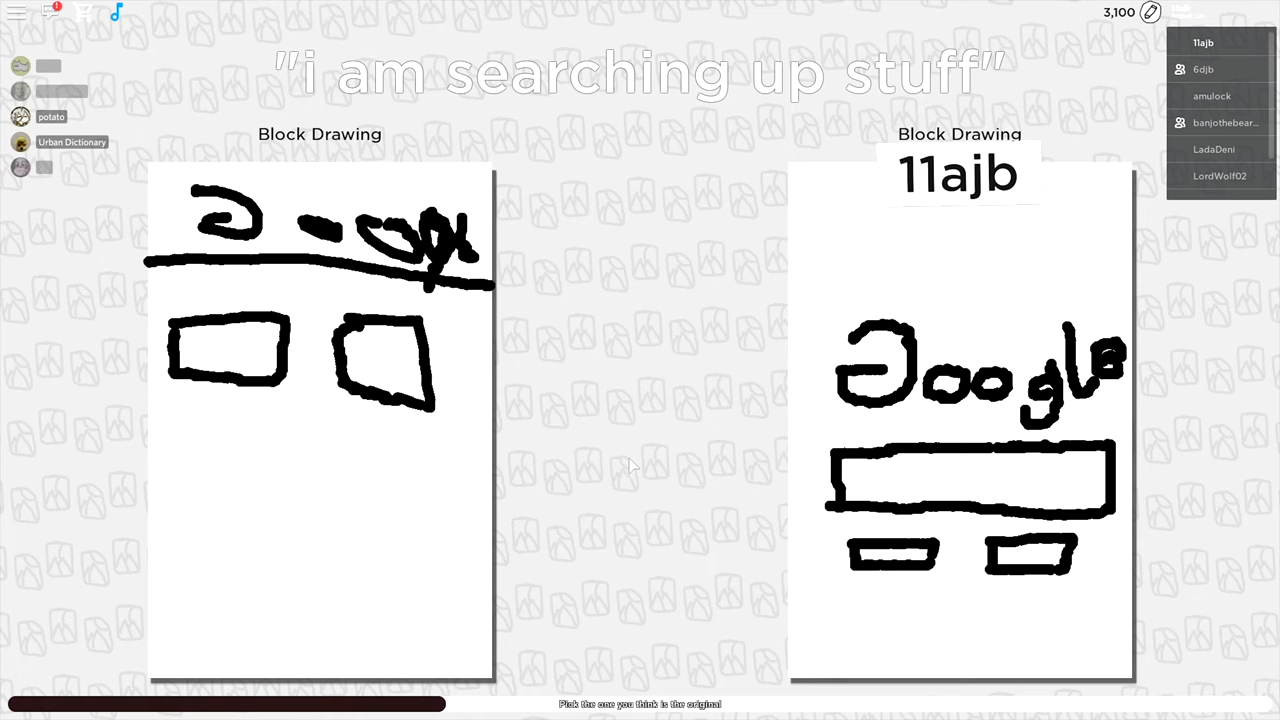 3,100
"i am searching up stuff"
11ajb
6djb
amulock
banjothebear...
LadaDeni
LordWolf02
potato
Urban Dictionary
Block Drawing
Block Drawing
11ajb
Google
Pick the one you think is the original